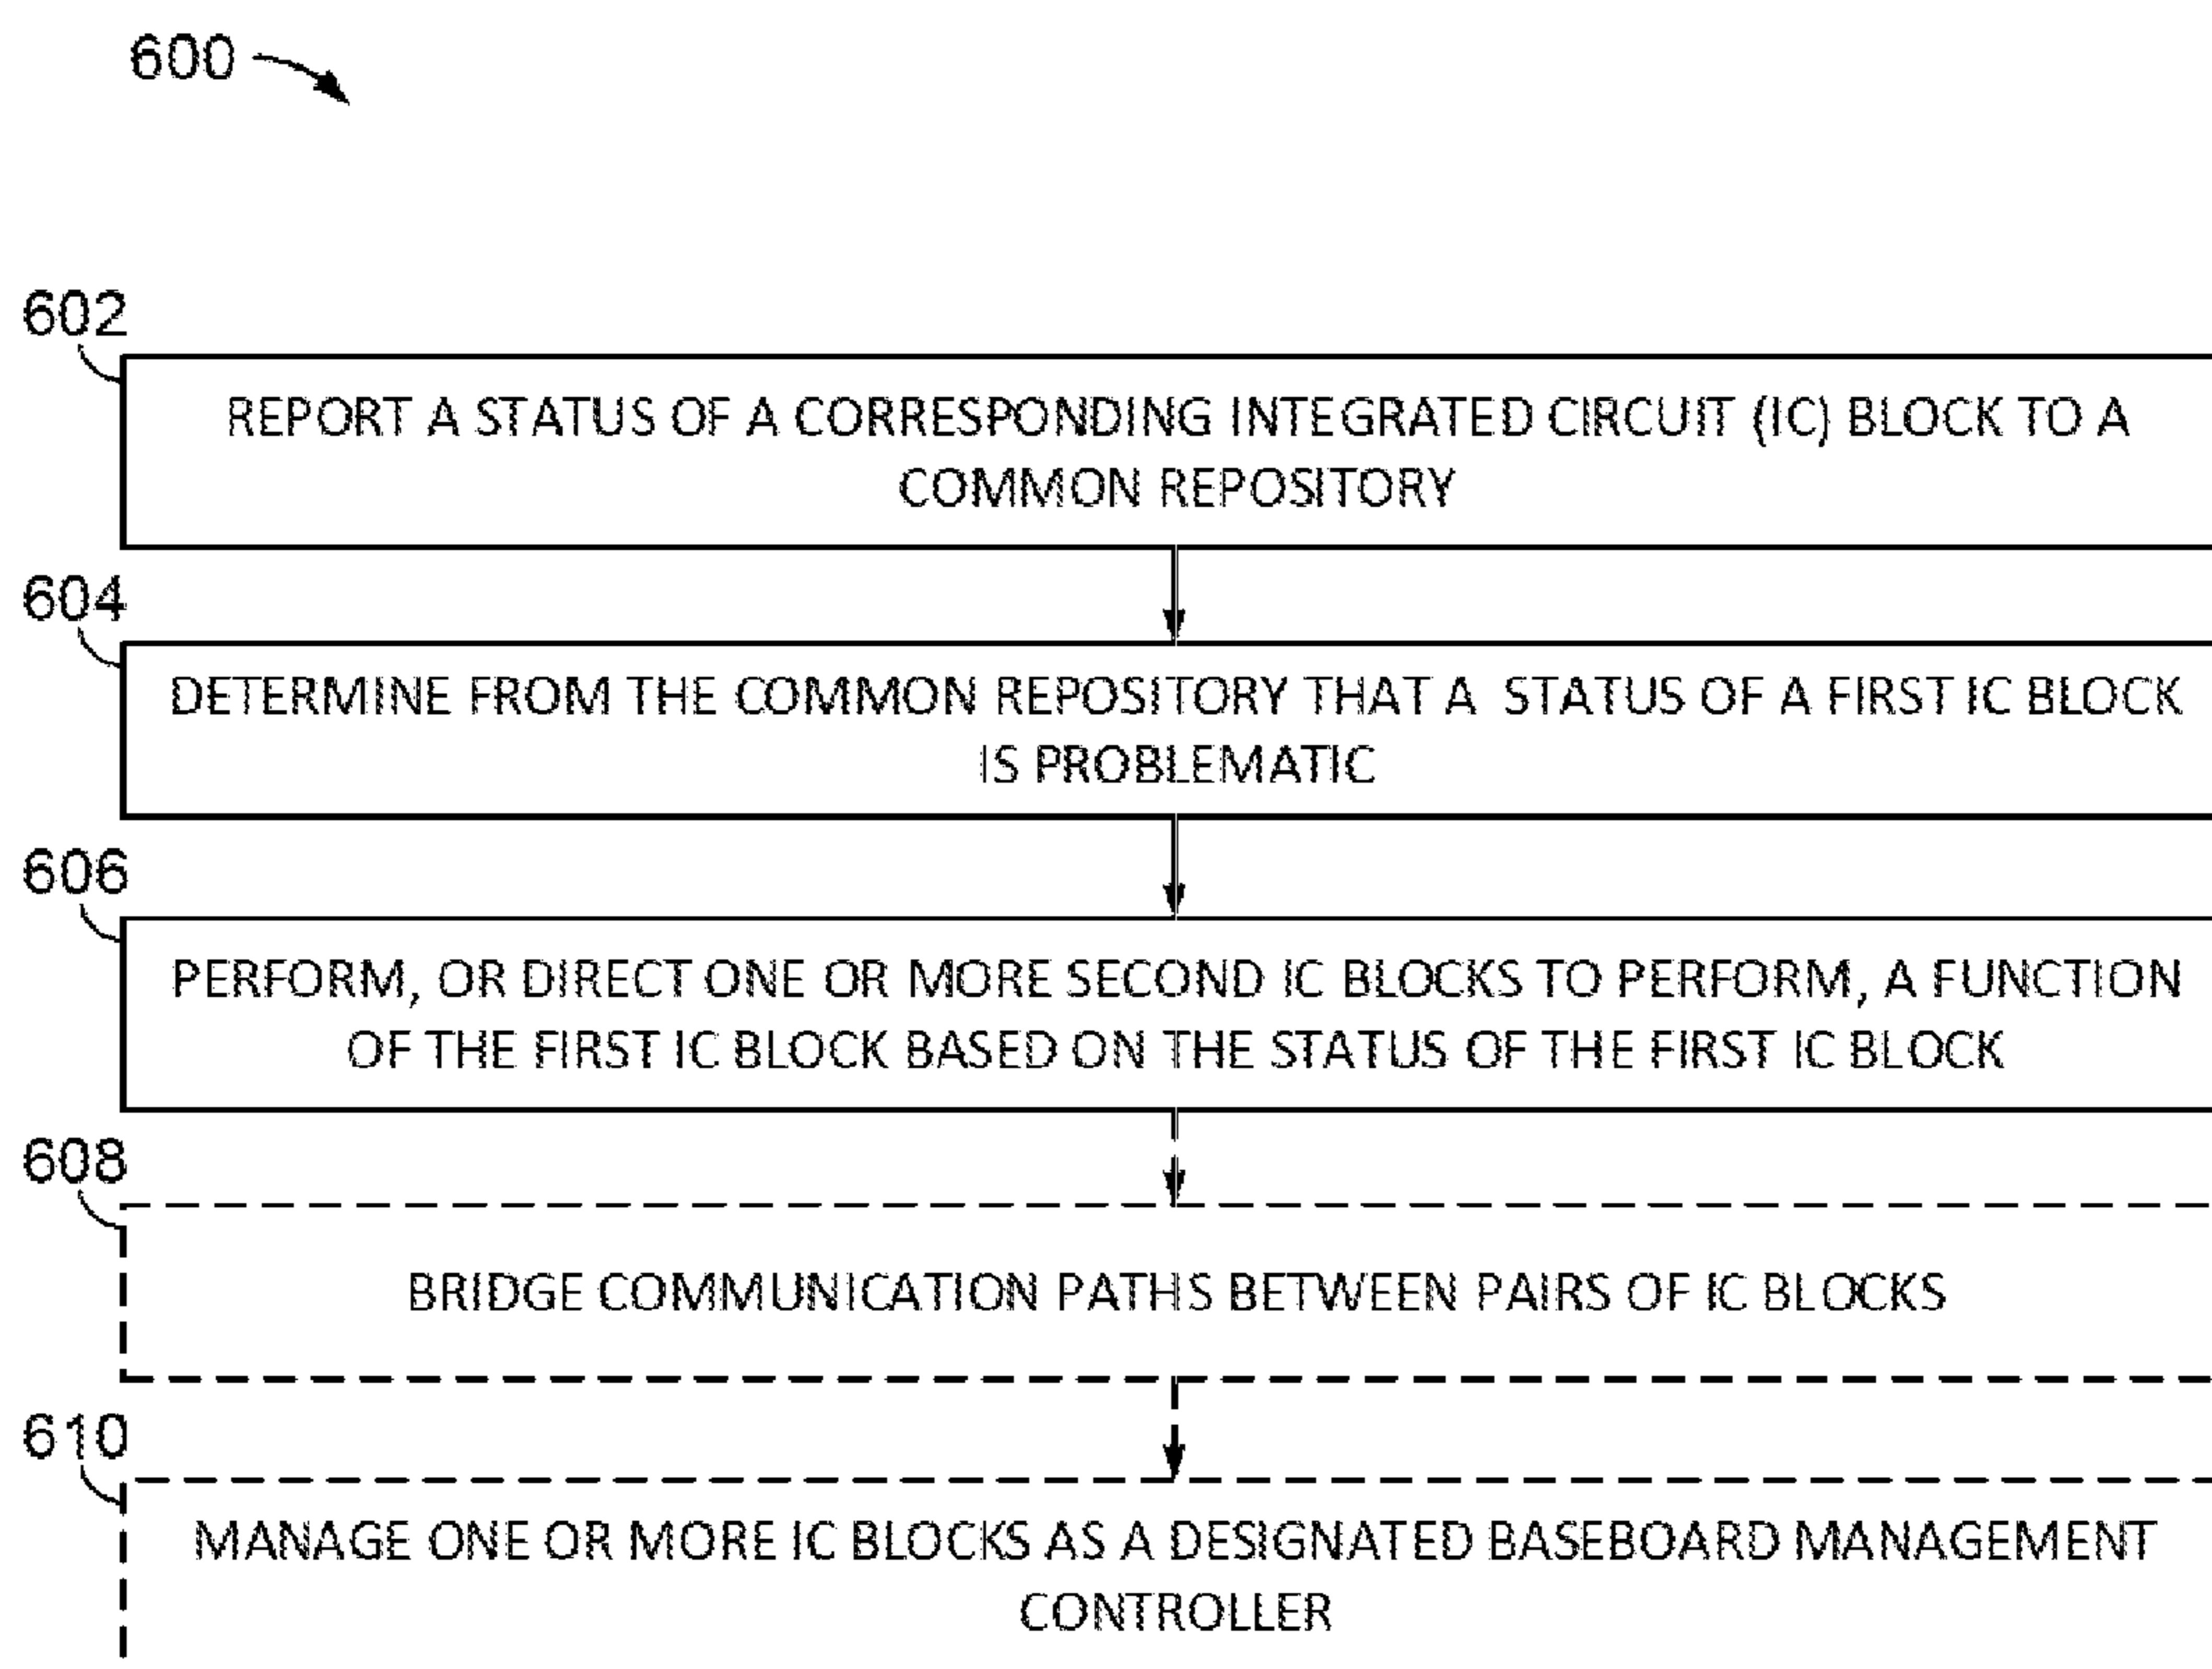 600
602
REPORT A STATUS OF A CORRESPONDING INTEGRATED CIRCUIT (IC) BLOCK TO A
COMMON REPOSITORY
604
DETERMINE FROM THE COMMON REPOSITORY THAT A STATUS OF A FIRST IC BLOCK
IS PROBLEMATIC
606
PERFORM, OR DIRECT ONE OR MORE SECOND IC BLOCKS TO PERFORM, A FUNCTION
OF THE FIRST IC BLOCK BASED ON THE STATUS OF THE FIRST IC BLOCK
608
BRIDGE COMMUNICATION PATHS BETWEEN PAIRS OF IC BLOCKS
610
MANAGE ONE OR MORE IC BLOCKS AS A DESIGNATED BASEBOARD MANAGEMENT
CONTROLLER